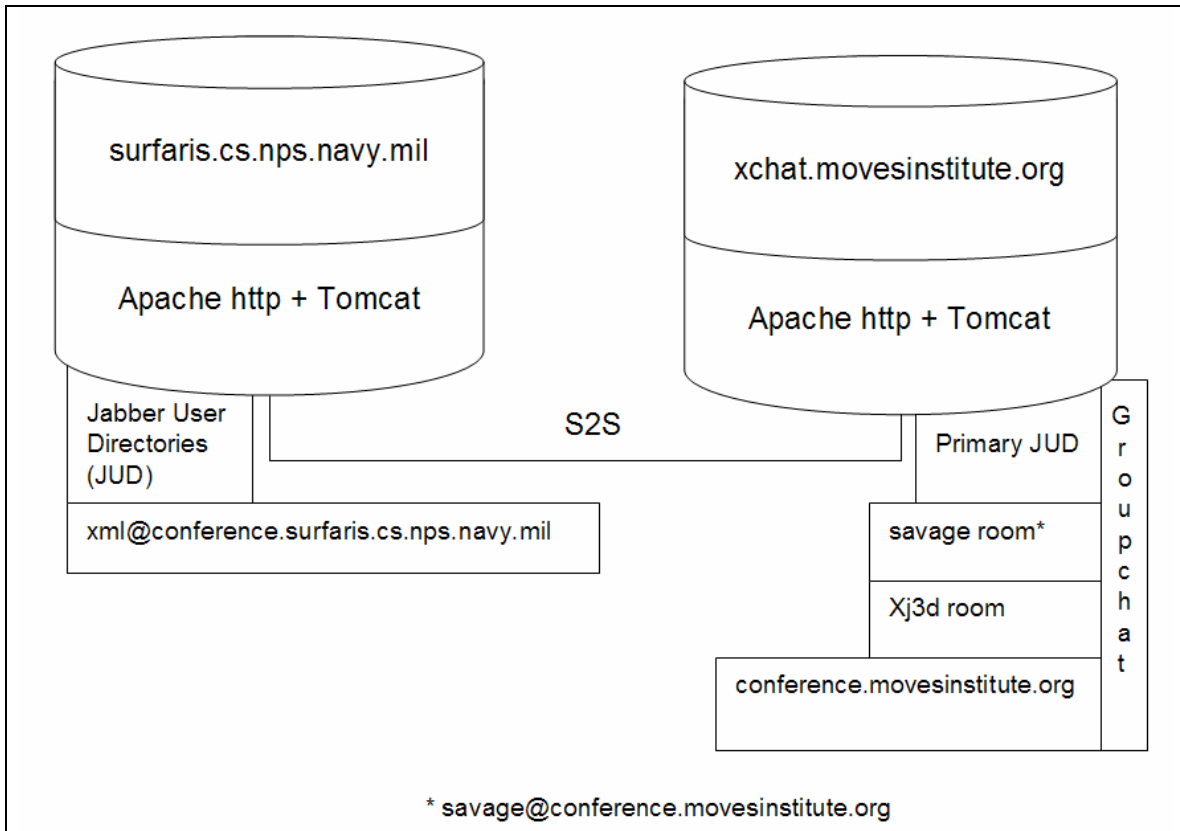 surfaris.cs.nps.navy.mil
Apache http + Tomcat
xchat.movesinstitute.org
Apache http + Tomcat
Jabber User
Directories
(JUD)
S2S
Primary JUD
Groupchat
xml@conference.surfaris.cs.nps.navy.mil
savage room*
Xj3d room
conference.movesinstitute.org
* savage@conference.movesinstitute.org